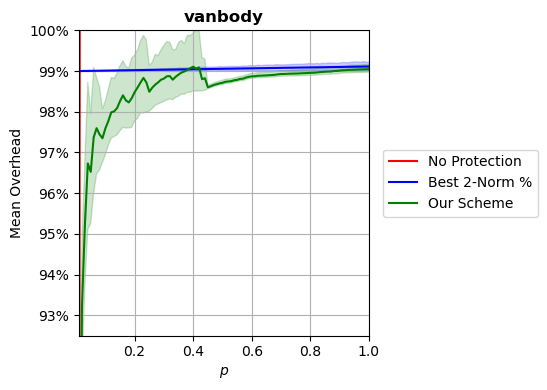 vanbody
100%
99%
98%
97%
96%
95%
94%
93%
Mean Overhead
0.2
0.4
0.6
0.8
1.0
p
No Protection
Best 2-Norm %
Our Scheme